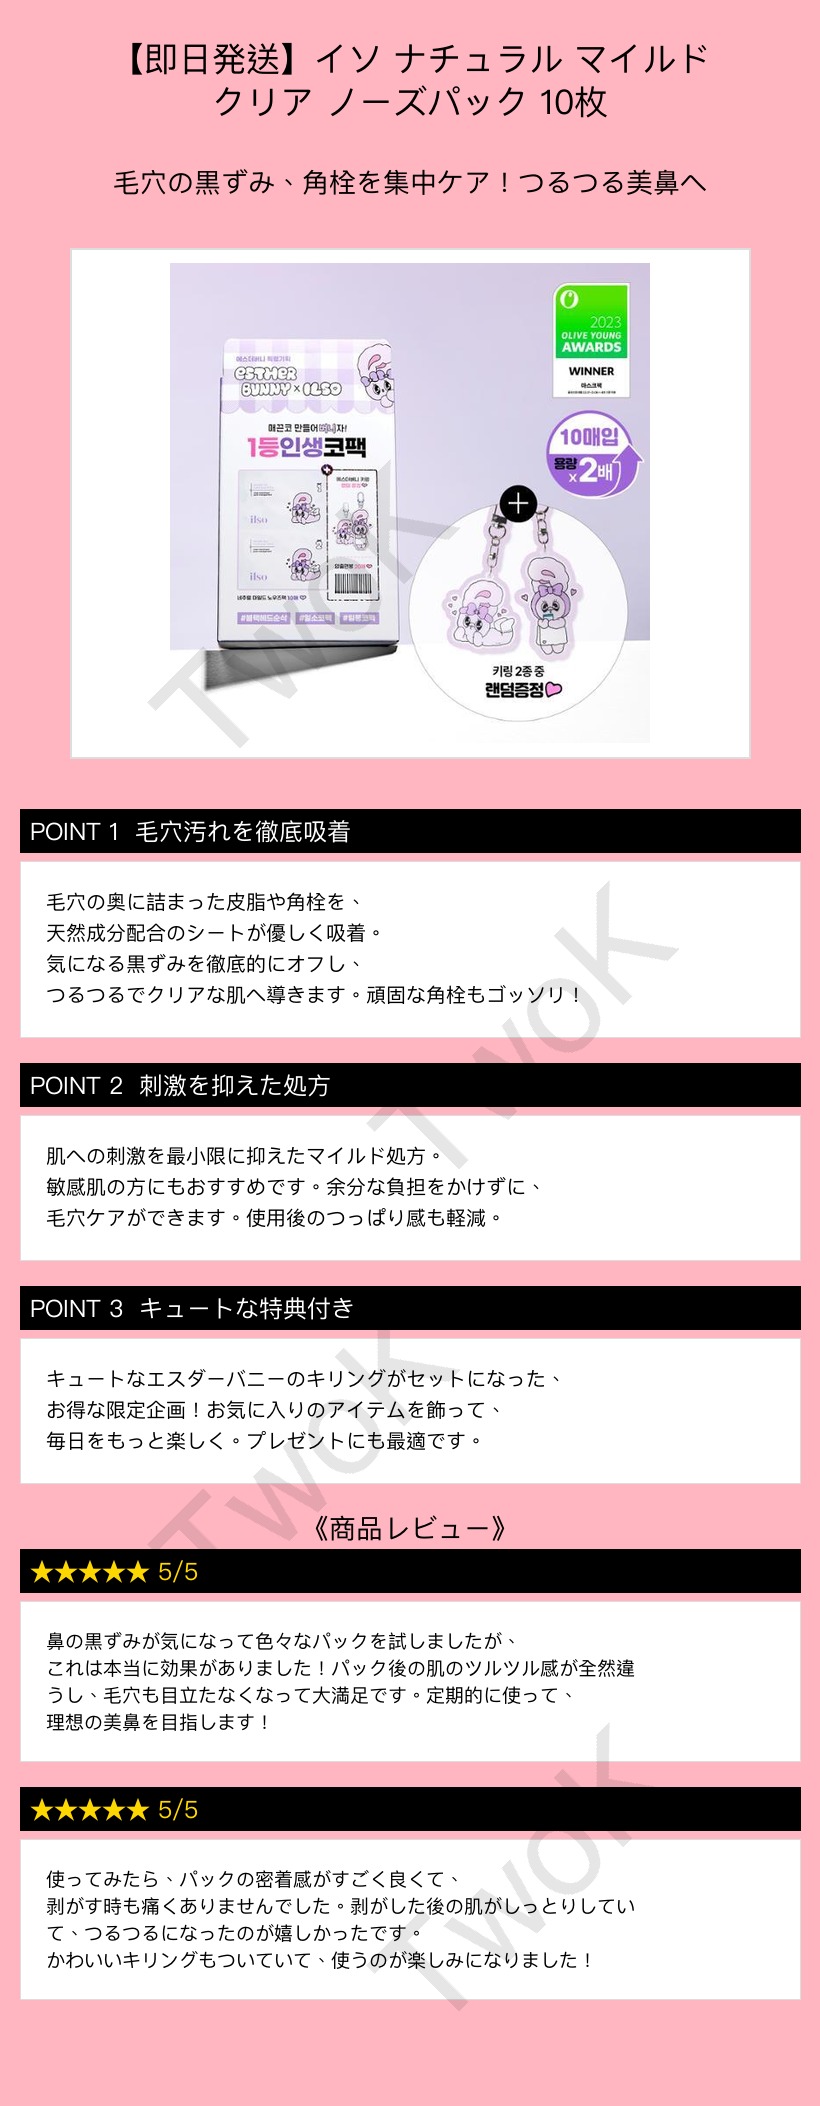 【即日発送】イソ ナチュラル マイルド
クリア ノーズパック 10枚
毛穴の黒ずみ、角栓を集中ケア！つるつる美鼻へ
2023
OLIVE YOUNG
AWARDS
WINNER
마스크팩
에스더버니 특별기획
ESTHER
BUNNY × ILSO
매끈코 만들어버니자!
1등인생코팩
ilso
ilso
에스더버니 키링
네추럴 마일드 노우즈팩 10매
#블랙헤드순삭 #일소코팩 #힐링코팩
10매입
용량
x2배
키링 2종 중
랜덤증정
TwoK
POINT 1 毛穴汚れを徹底吸着
毛穴の奥に詰まった皮脂や角栓を、
天然成分配合のシートが優しく吸着。
気になる黒ずみを徹底的にオフし、
つるつるでクリアな肌へ導きます。頑固な角栓もゴッソリ！
TwoK
POINT 2 刺激を抑えた処方
肌への刺激を最小限に抑えたマイルド処方。
敏感肌の方にもおすすめです。余分な負担をかけずに、
毛穴ケアができます。使用後のつっぱり感も軽減。
POINT 3 キュートな特典付き
キュートなエスダーバニーのキリングがセットになった、
お得な限定企画！お気に入りのアイテムを飾って、
毎日をもっと楽しく。プレゼントにも最適です。
TwoK
《商品レビュー》
★★★★★ 5/5
鼻の黒ずみが気になって色々なパックを試しましたが、
これは本当に効果がありました！パック後の肌のツルツル感が全然違
うし、毛穴も目立たなくなって大満足です。定期的に使って、
理想の美鼻を目指します！
★★★★★ 5/5
使ってみたら、パックの密着感がすごく良くて、
剥がす時も痛くありませんでした。剥がした後の肌がしっとりしてい
て、つるつるになったのが嬉しかったです。
かわいいキリングもついていて、使うのが楽しみになりました！
TwoK